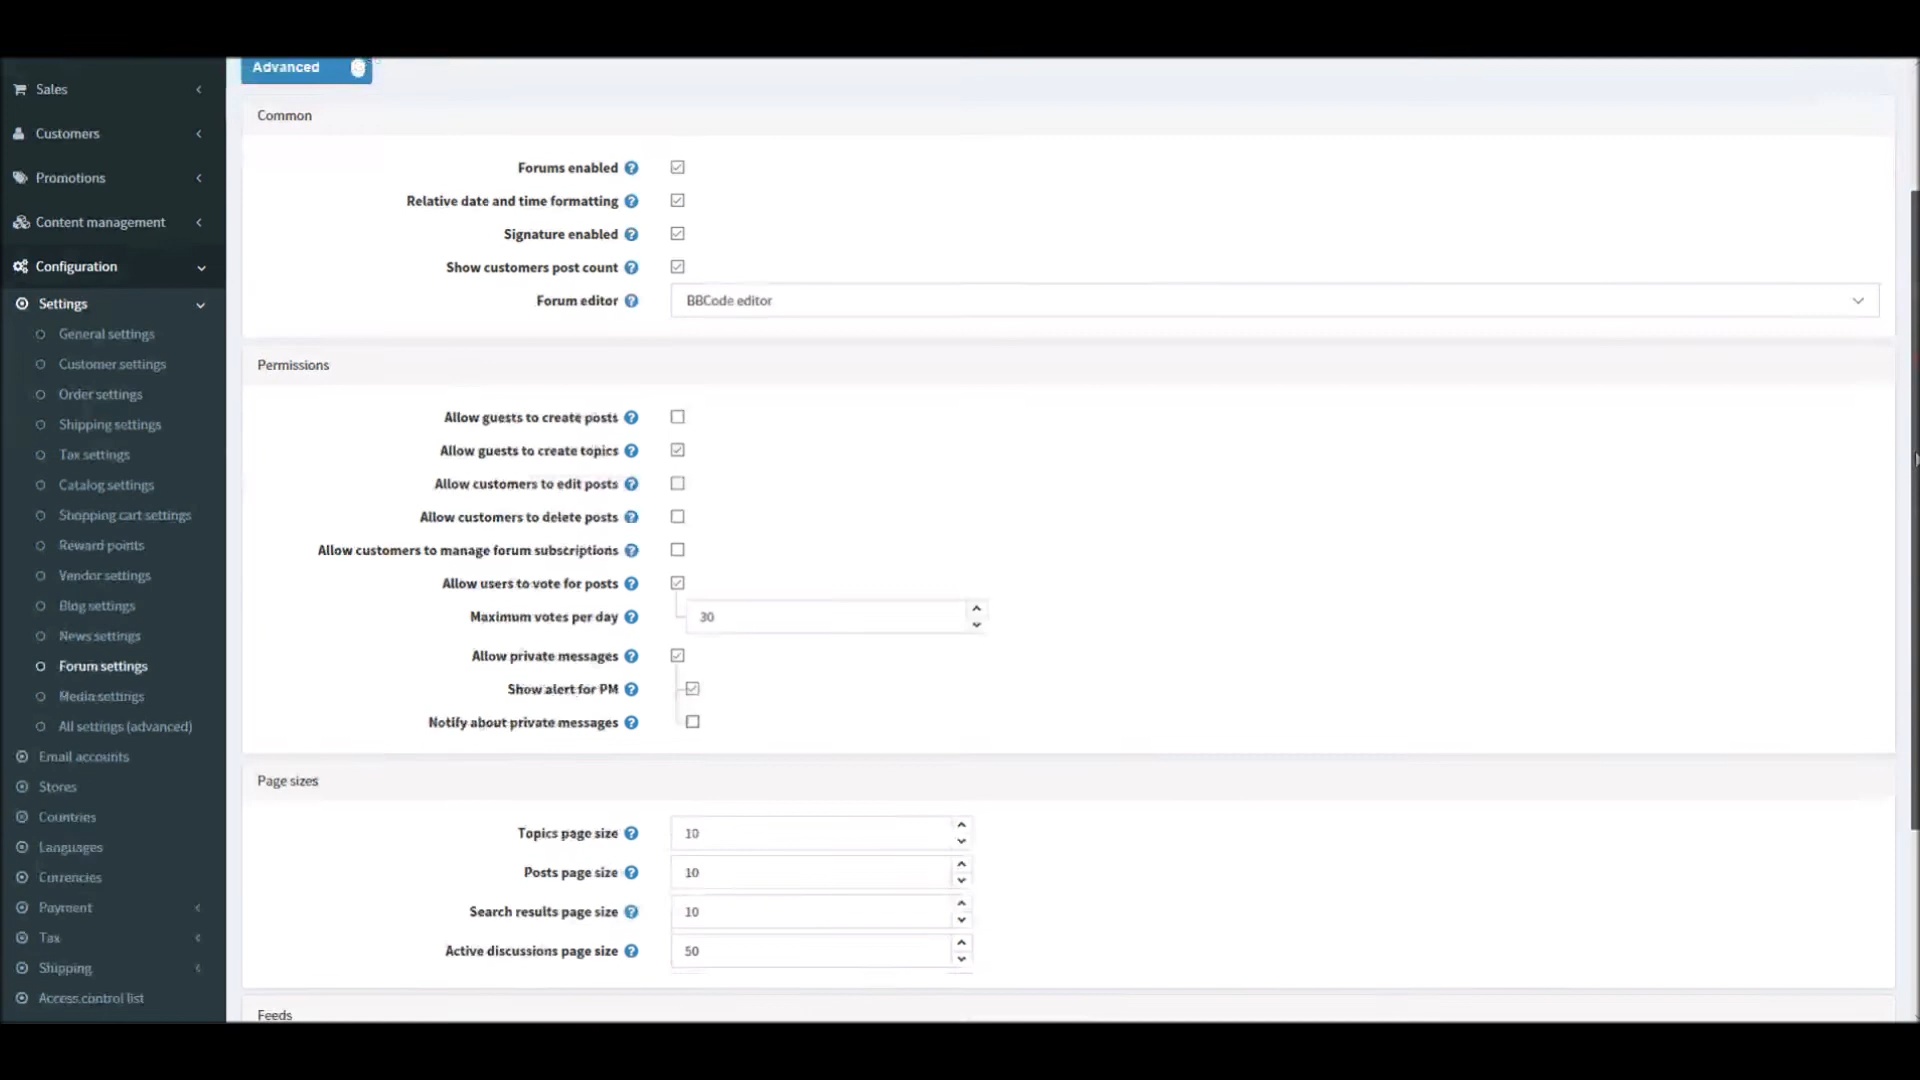 Advanced
Sales
Customers
Promotions
Content management
Configuration
Settings
General settings
Customer settings
Order settings
Shipping settings
Tax settings
Catalog settings
Shopping cart settings
Reward points
Vendor settings
Blog settings
News settings
Forum settings
Media settings
All settings (advanced)
Email accounts
Stores
Countries
Languages
Currencies
Payment
Tax
Shipping
Access control list
Common
Forums enabled
Relative date and time formatting
Signature enabled
Show customers post count
Forum editor BBCode editor
Permissions
Allow guests to create posts
Allow guests to create topics
Allow customers to edit posts
Allow customers to delete posts
Allow customers to manage forum subscriptions
Allow users to vote for posts
Maximum votes per day 30
Allow private messages
Show alert for PM
Notify about private messages
Page sizes
Topics page size 10
Posts page size 10
Search results page size 10
Active discussions page size 50
Feeds